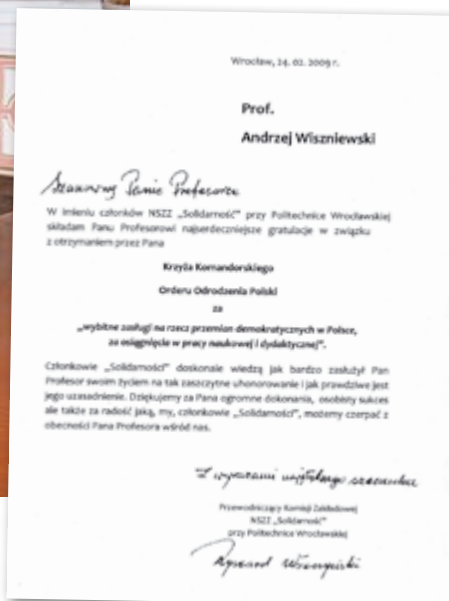 Wrocław, 24. 02. 2009 r.
Prof.
Andrzej Wiszniewski
Szanowny Panie Profesorze
W imieniu członków NSZZ „Solidarność” przy Politechnice Wrocławskiej
składam Panu Profesorowi najserdeczniejsze gratulacje w związku
z otrzymaniem przez Pana
Krzyża Komandorskiego
Orderu Odrodzenia Polski
za
„wybitne zasługi na rzecz przemian demokratycznych w Polsce,
za osiągnięcia w pracy naukowej i dydaktycznej”.
Członkowie „Solidarności” doskonale wiedzą jak bardzo zasłużył Pan
Profesor swoim życiem na tak zaszczytne uhonorowanie i jak prawdziwe jest
jego uzasadnienie. Dziękujemy za Pana ogromne dokonania, osobisty sukces
ale także za radość jaką, my, członkowie „Solidarności”, możemy czerpać z
obecności Pana Profesora wśród nas.
Z wyrazami najgłębszego szacunku
Przewodniczący Komisji Zakładowej
NSZZ „Solidarność”
przy Politechnice Wrocławskiej
Ryszard